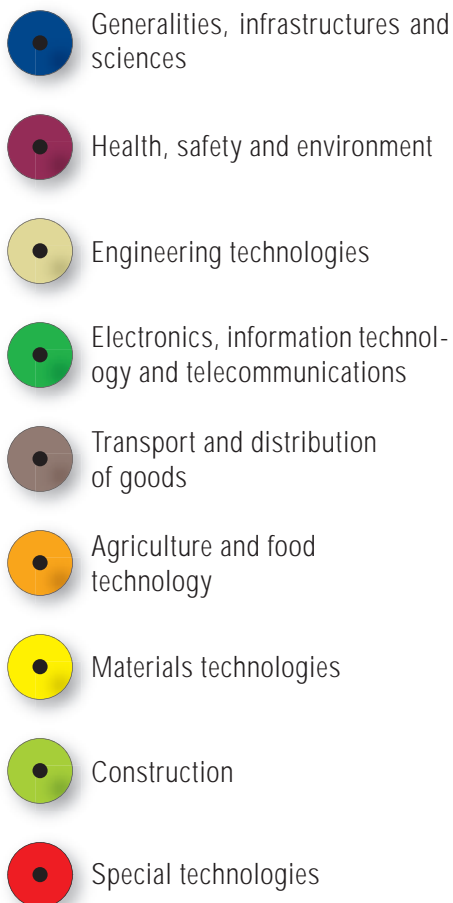 Generalities, infrastructures and
sciences
Health, safety and environment
Engineering technologies
Electronics, information technol-
ogy and telecommunications
Transport and distribution
of goods
Agriculture and food
technology
Materials technologies
Construction
Special technologies